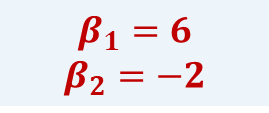 β₁ = 6
β₂ = −2